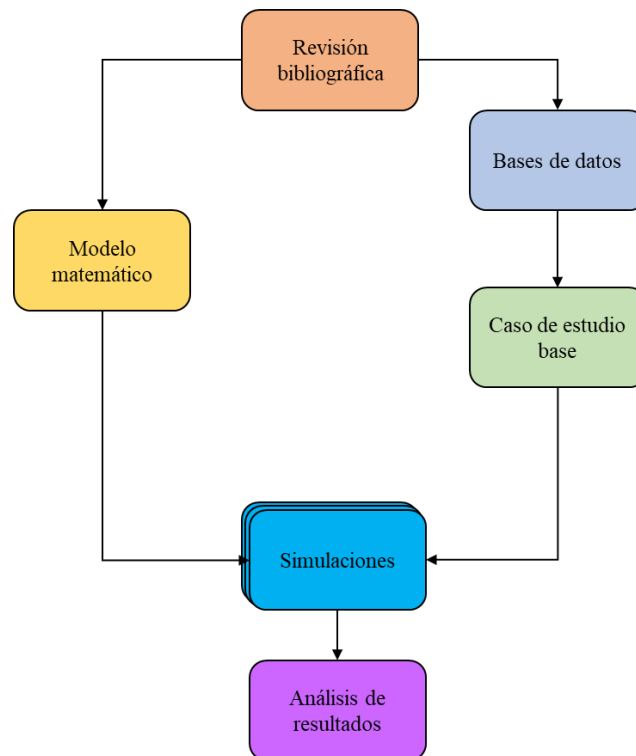 Revisión
bibliográfica
Bases de datos
Modelo
matemático
Caso de estudio
base
Simulaciones
Análisis de
resultados